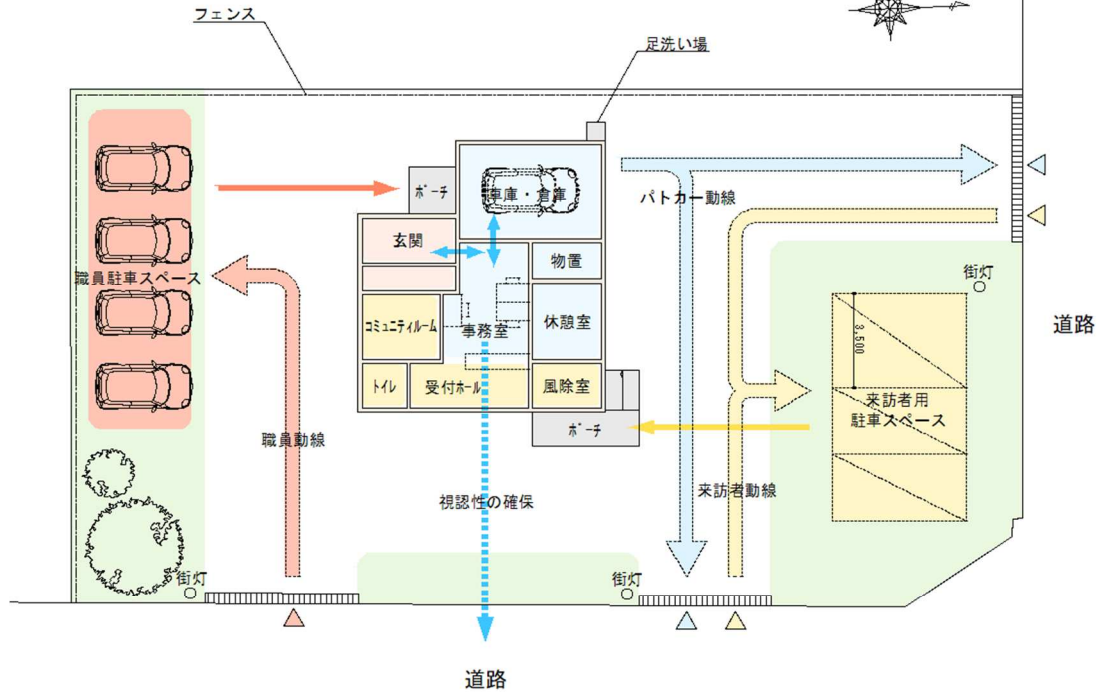 フェンス
足洗い場
ポーチ
車庫・倉庫
パトカー動線
玄関
物置
街灯
職員駐車スペース
コミュニティルーム
事務室
休憩室
3,500
道路
トイレ
受付ホール
風除室
来訪者用
駐車スペース
ポーチ
職員動線
視認性の確保
来訪者動線
街灯
街灯
道路